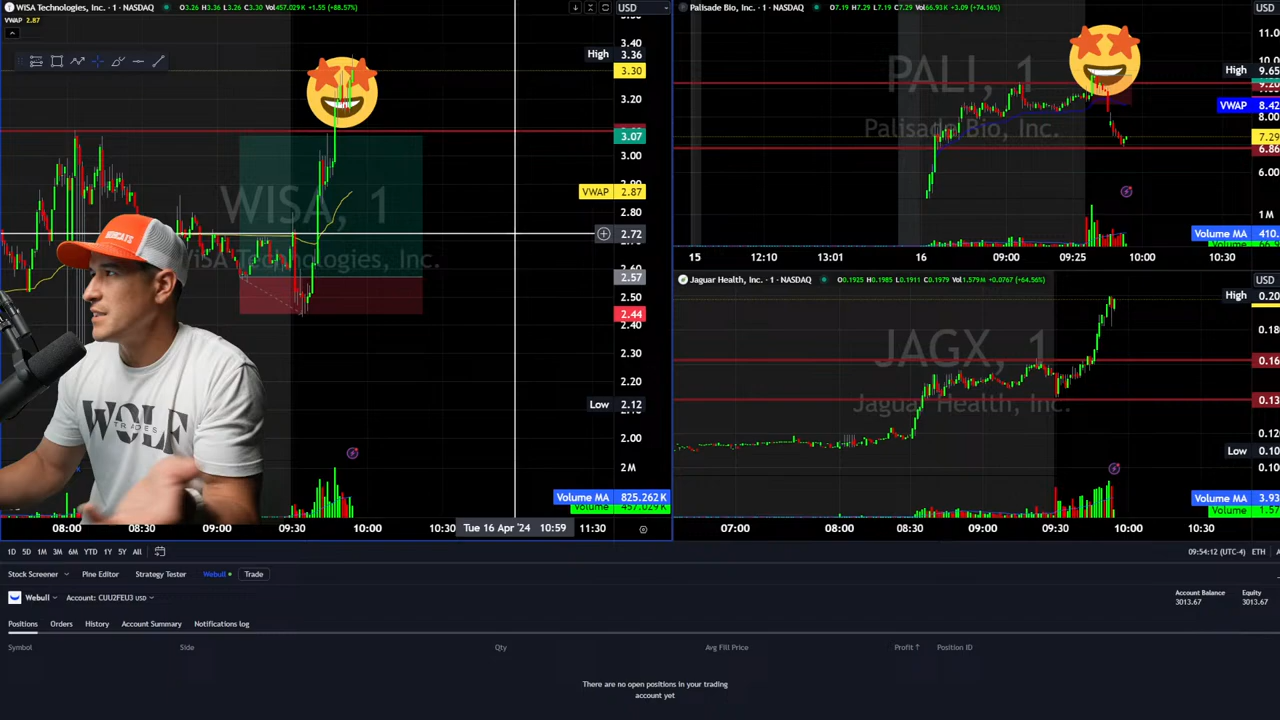 WISA Technologies, Inc. · 1 · NASDAQ
O3.26 H3.36 L3.26 C3.30 Vol457.029K +1.55 (+88.57%)
USD
VWAP 2.87
3.40
High 3.36
3.30
3.20
3.07
3.00
2.90
VWAP 2.87
2.80
2.72
2.60
2.57
2.50
2.44
2.40
2.30
2.20
Low 2.12
2.00
2M
Volume MA 825.262K
Volume 457.029K
WISA, 1
WISA Technologies, Inc.
BEARCATS
WOLF
TRADES
08:00 08:30 09:00 09:30 10:00 10:30 Tue 16 Apr '24 10:59 11:30
Palisade Bio, Inc. · 1 · NASDAQ
O7.19 H7.29 L7.19 C7.29 Vol66.93K +3.09 (+74.16%)
USD
PALI, 1
Palisade Bio, Inc.
11.00
High 9.65
VWAP 8.42
8.00
7.29
6.86
6.00
1M
Volume MA 410.
Volume 66.9
15 12:10 13:01 16 09:00 09:25 10:00 10:30
Jaguar Health, Inc. · 1 · NASDAQ
O0.1925 H0.1985 L0.1911 C0.1979 Vol1.579M +0.0767 (+64.56%)
USD
JAGX, 1
Jaguar Health, Inc.
High 0.20
0.16
0.13
0.120
Low 0.10
0.10
Volume MA 3.93
Volume 1.57
07:00 08:00 08:30 09:00 09:30 10:00 10:30
1D 5D 1M 3M 6M YTD 1Y 5Y All
09:54:12 (UTC-4) ETH
Stock Screener Pine Editor Strategy Tester Webull Trade
Webull Account: CUU2FEU3 USD
Account Balance
3013.67
Equity
3013.67
Positions Orders History Account Summary Notifications log
Symbol Side Qty Avg Fill Price Profit ↑ Position ID
There are no open positions in your trading
account yet